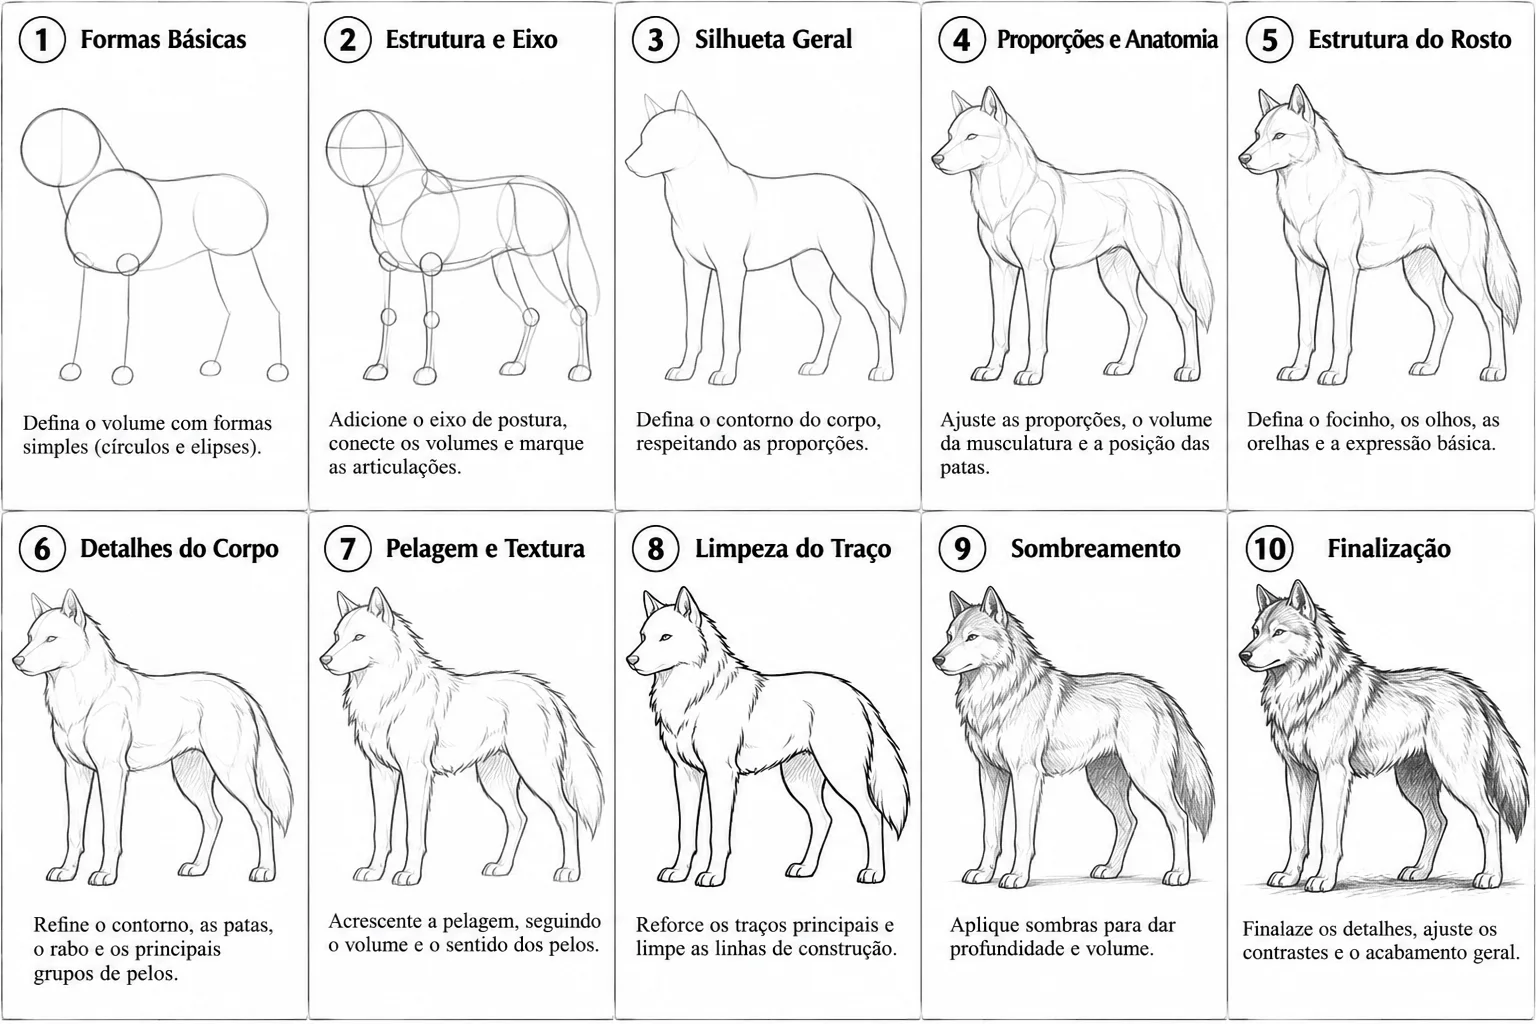 1 Formas Básicas
Defina o volume com formas
simples (círculos e elipses).
2 Estrutura e Eixo
Adicione o eixo de postura,
conecte os volumes e marque
as articulações.
3 Silhueta Geral
Defina o contorno do corpo,
respeitando as proporções.
4 Proporções e Anatomia
Ajuste as proporções, o volume
da musculatura e a posição das
patas.
5 Estrutura do Rosto
Defina o focinho, os olhos, as
orelhas e a expressão básica.
6 Detalhes do Corpo
Refine o contorno, as patas,
o rabo e os principais
grupos de pelos.
7 Pelagem e Textura
Acrescente a pelagem, seguindo
o volume e o sentido dos pelos.
8 Limpeza do Traço
Reforce os traços principais e
limpe as linhas de construção.
9 Sombreamento
Aplique sombras para dar
profundidade e volume.
10 Finalização
Finalaze os detalhes, ajuste os
contrastes e o acabamento geral.